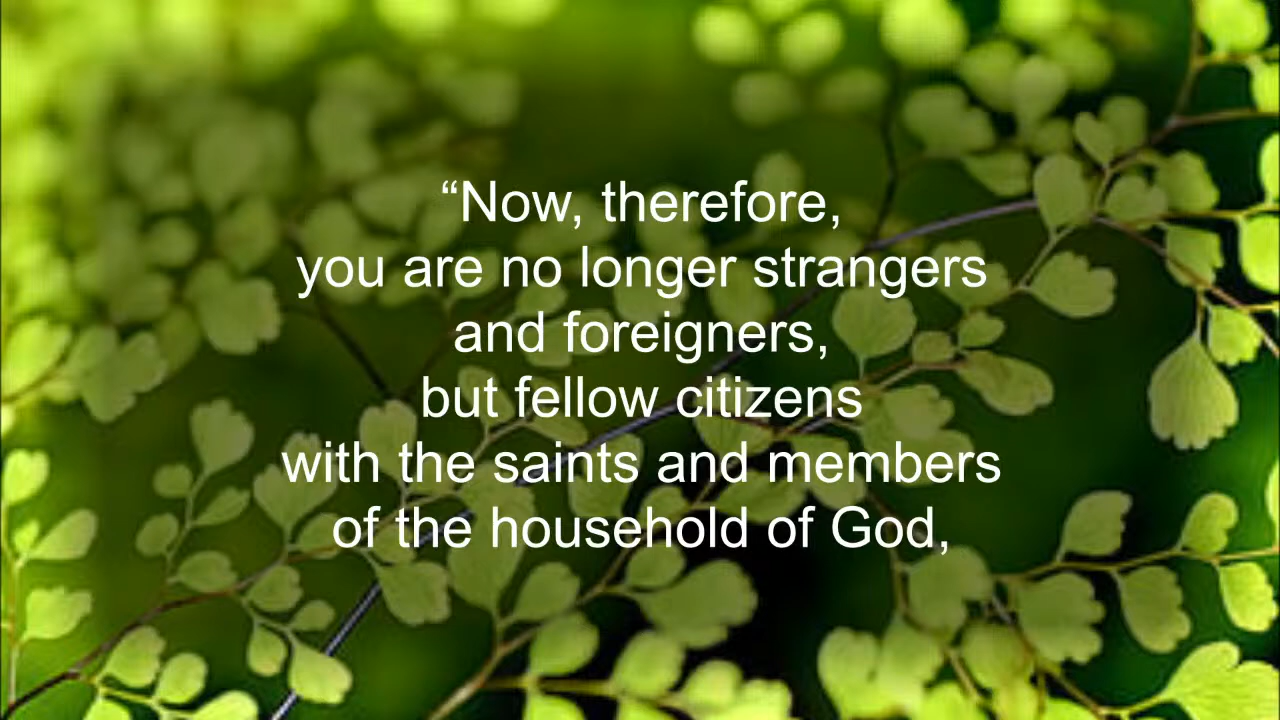 “Now, therefore,
you are no longer strangers
and foreigners,
but fellow citizens
with the saints and members
of the household of God,